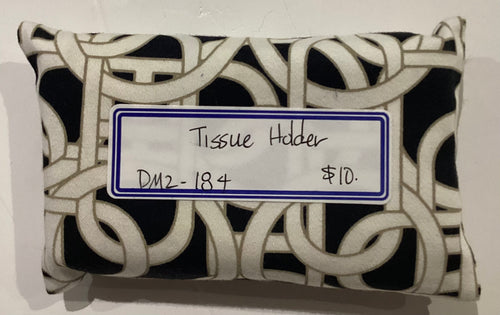 Tissue Holder
DM2-184 $10.